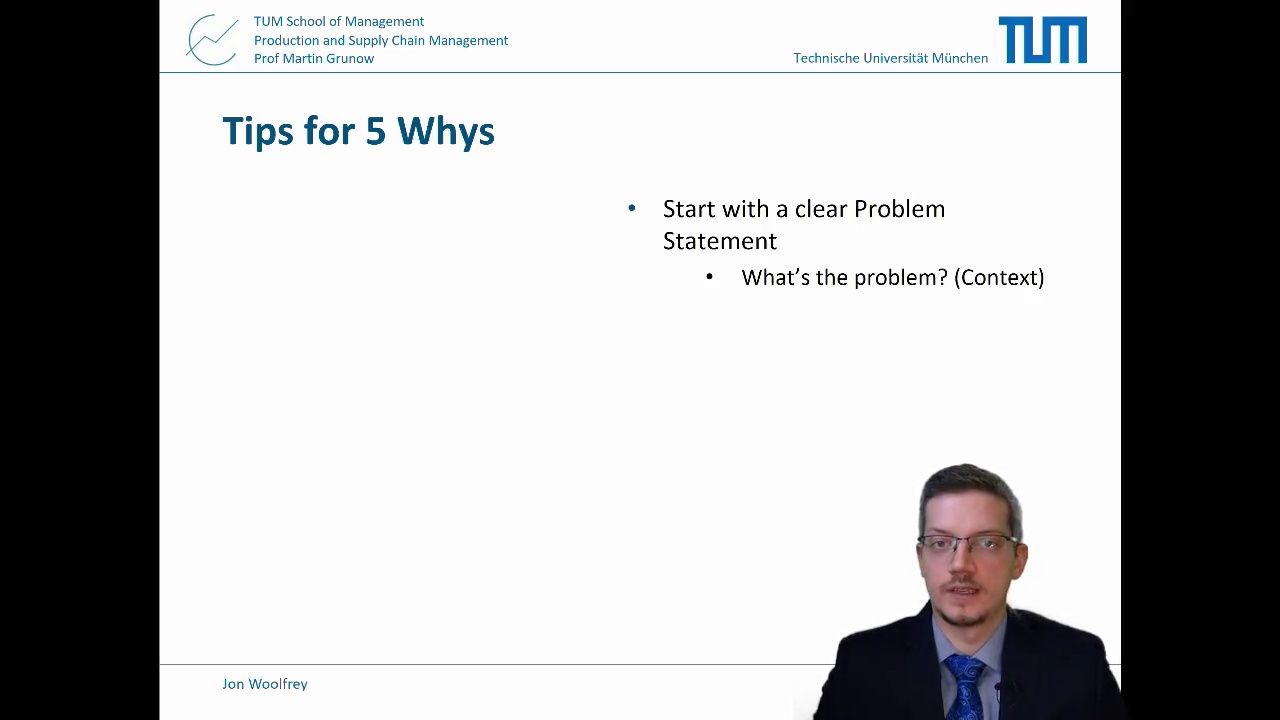 TUM School of Management
Production and Supply Chain Management
Prof Martin Grunow
Technische Universität München
TUM
Tips for 5 Whys
• Start with a clear Problem
Statement
• What's the problem? (Context)
Jon Woolfrey